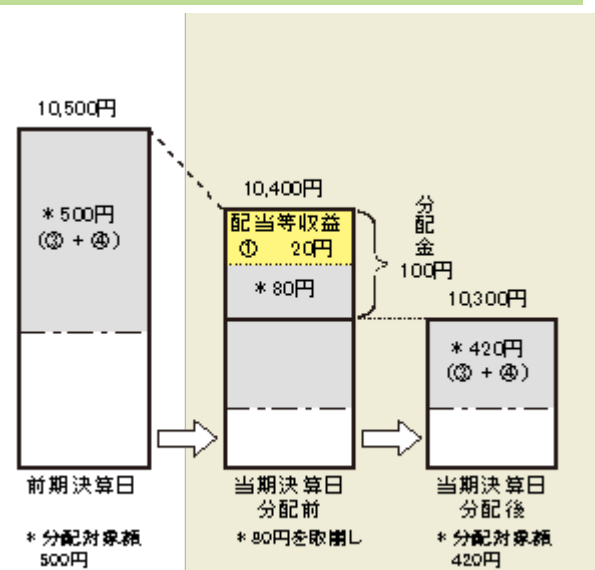 10,500円
＊500円
（③ + ④）
前期決算日
＊分配対象額
500円
10,400円
配当等収益
① 20円
＊80円
分配金
100円
当期決算日
分配前
＊80円を取崩し
10,300円
＊420円
（③ + ④）
当期決算日
分配後
＊分配対象額
420円